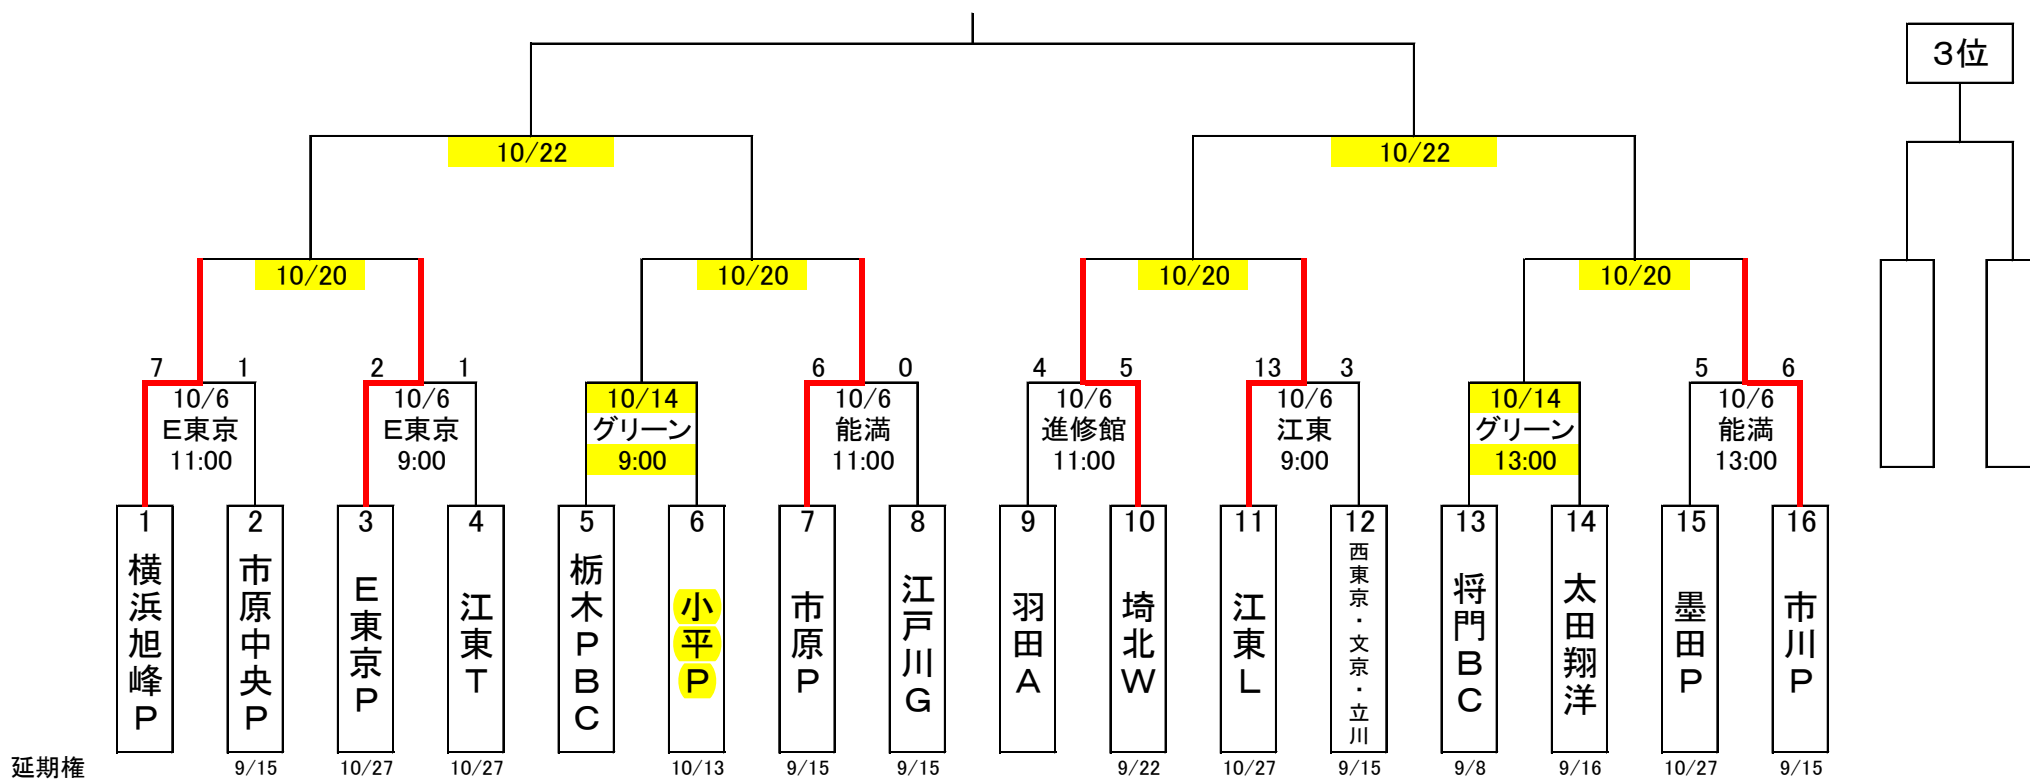 3位
10/22
10/22
10/20
10/20
10/20
10/20
7 1
2 1
6 0
4 5
13 3
5 6
10/6
E東京
11:00
10/6
E東京
9:00
10/14
グリーン
9:00
10/6
能満
11:00
10/6
進修館
11:00
10/6
江東
9:00
10/14
グリーン
13:00
10/6
能満
13:00
1
横浜旭峰P
2
市原中央P
3
E東京P
4
江東T
5
栃木PBC
6
小平P
7
市原P
8
江戸川G
9
羽田A
10
埼北W
11
江東L
12
西東京・文京・立川
13
将門BC
14
太田翔洋
15
墨田P
16
市川P
延期権 9/15 10/27 10/27 10/13 9/15 9/15 9/22 10/27 9/15 9/8 9/16 10/27 9/15